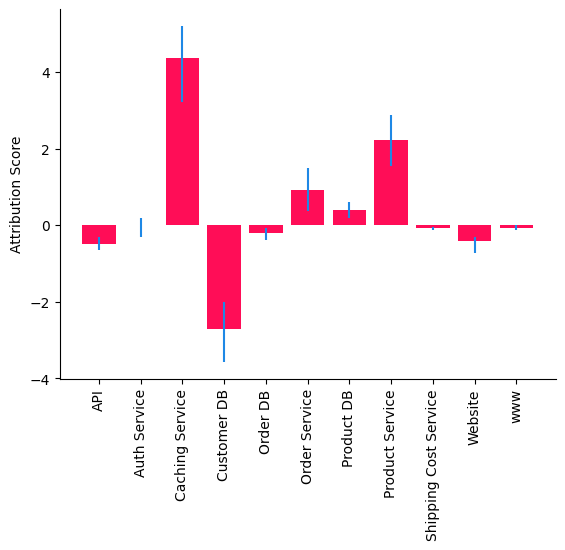 Attribution Score
4
2
0
−2
−4
API
Auth Service
Caching Service
Customer DB
Order DB
Order Service
Product DB
Product Service
Shipping Cost Service
Website
www